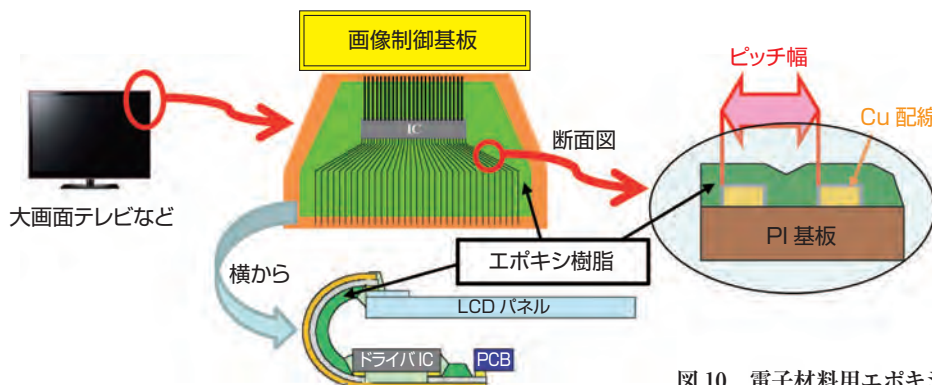 画像制御基板
ピッチ幅
IC
Cu 配線
断面図
大画面テレビなど
PI 基板
エポキシ樹脂
横から
LCD パネル
ドライバ IC
PCB
図 10 電子材料用エポキシ